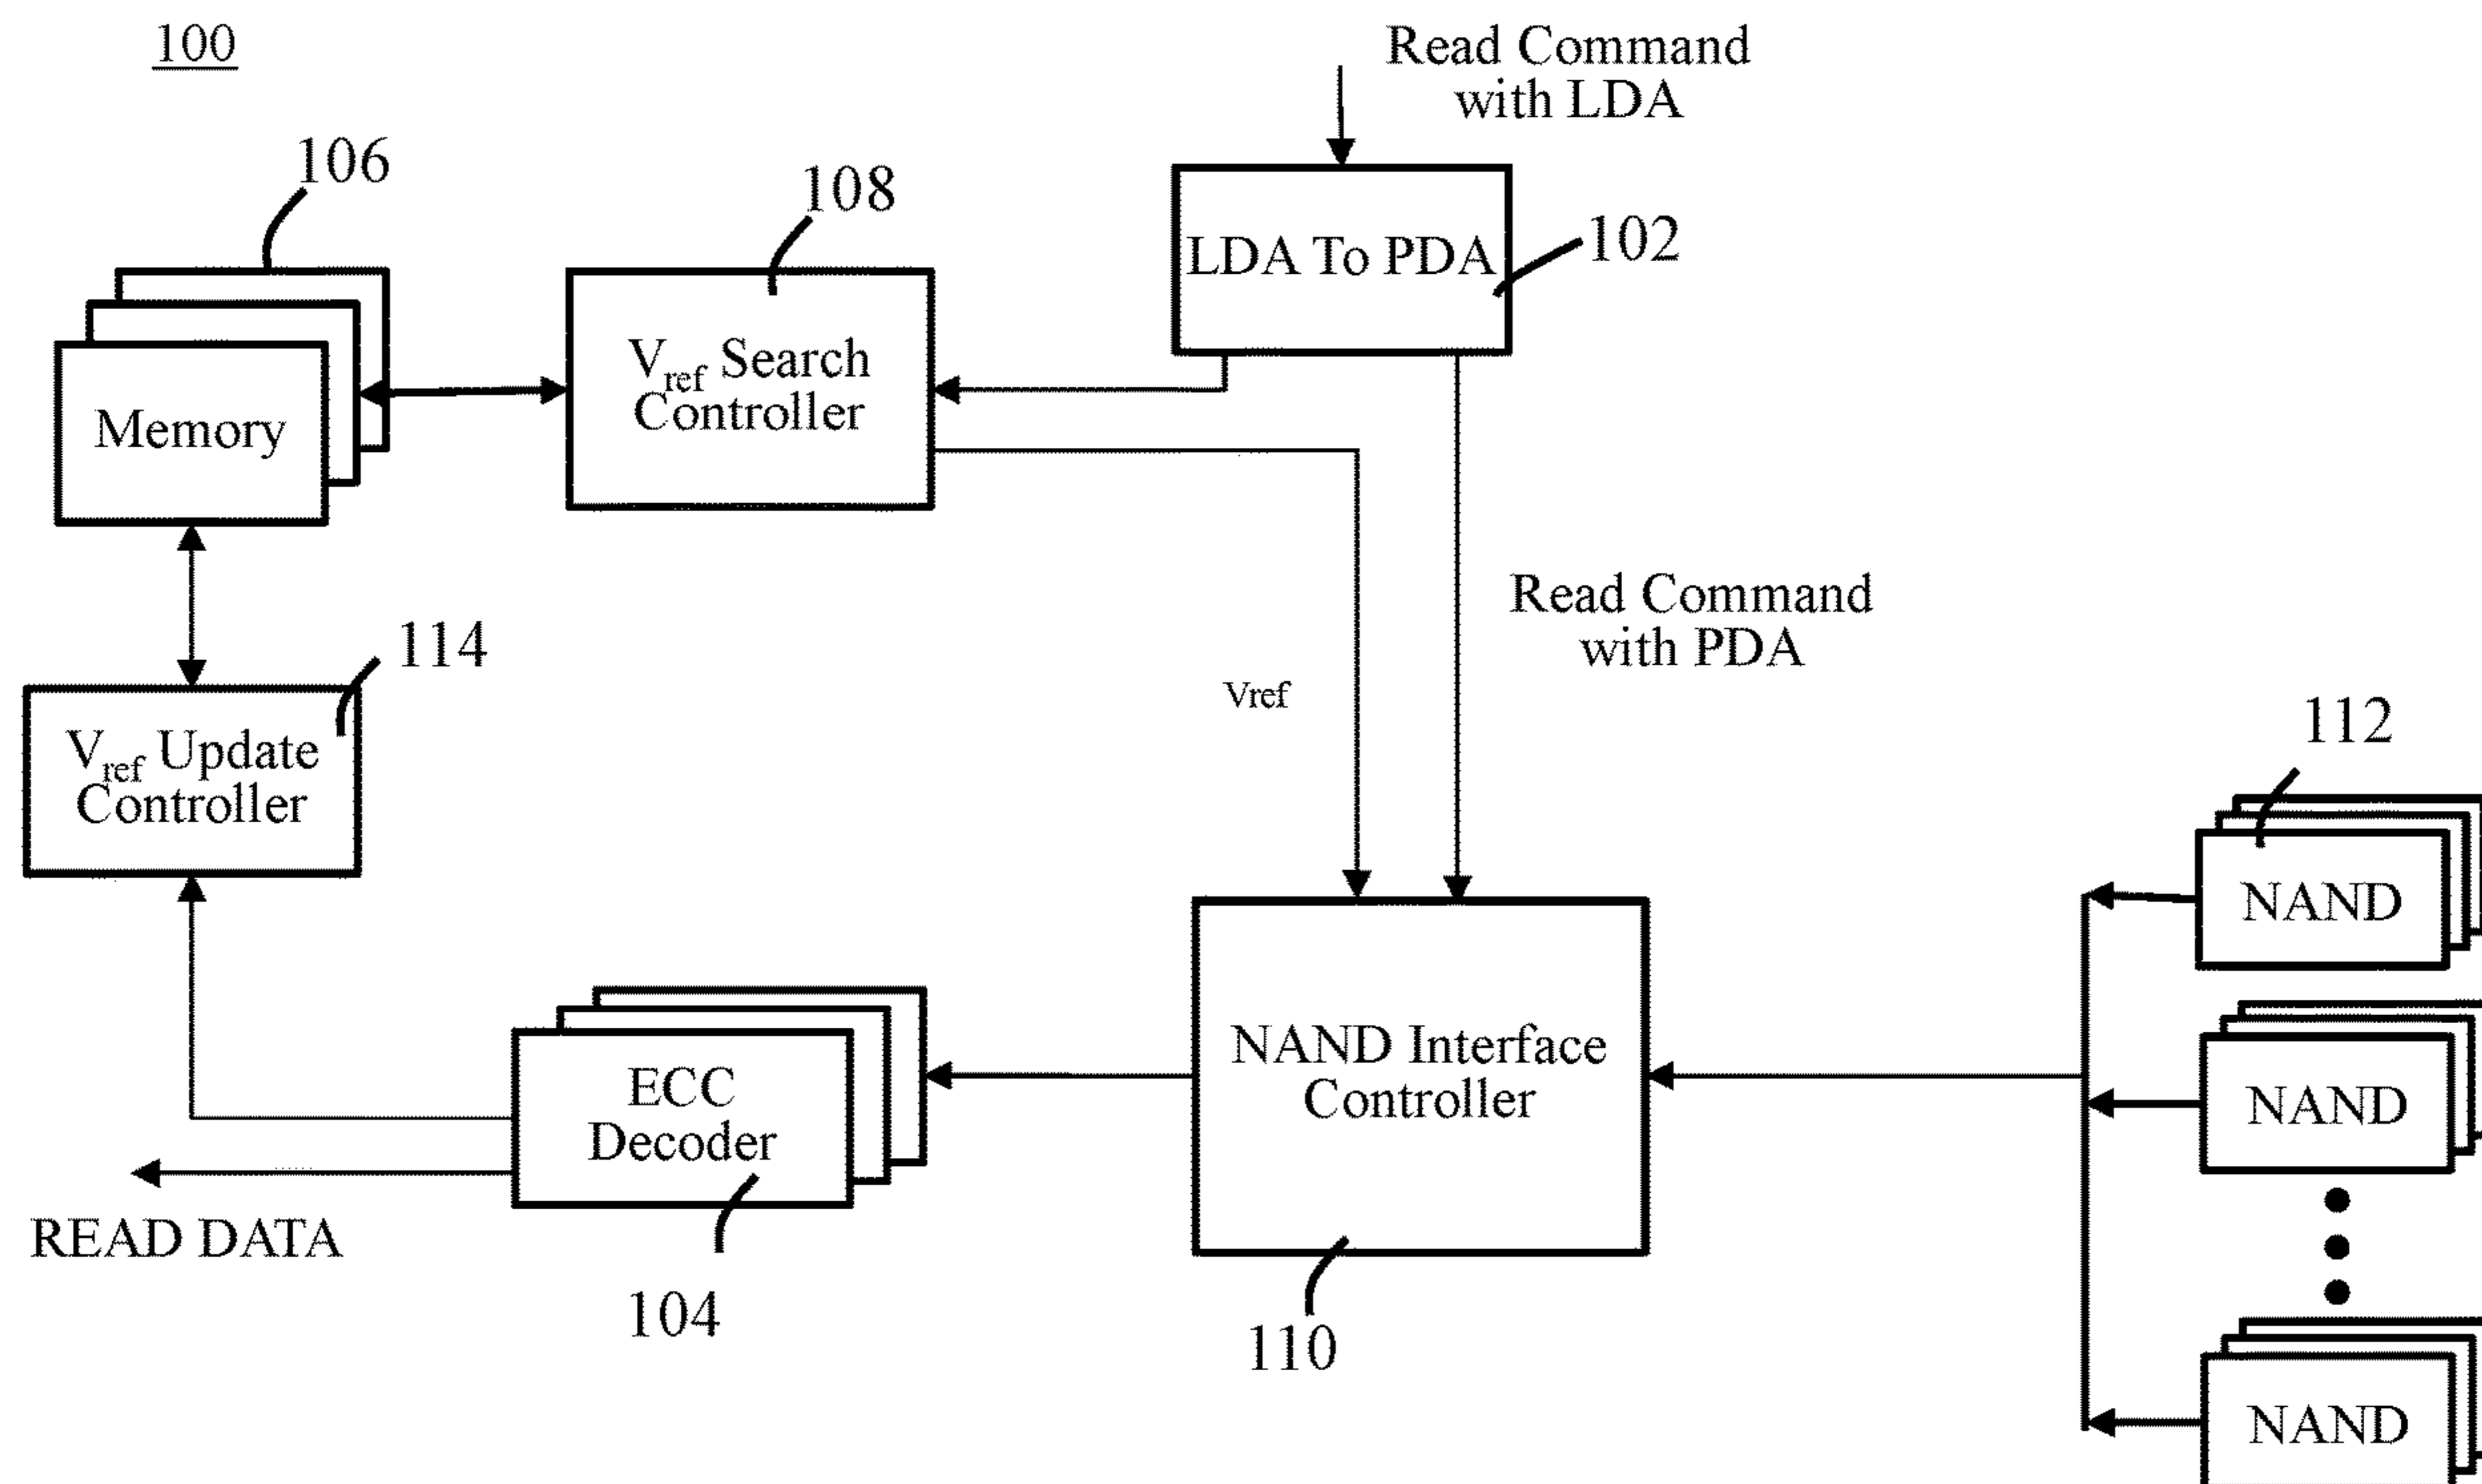 100
Read Command
with LDA
106
108
LDA To PDA
102
Vref Search
Controller
Memory
Read Command
with PDA
114
Vref
112
Vref Update
Controller
NAND
NAND Interface
Controller
ECC
Decoder
NAND
READ DATA
104
110
NAND